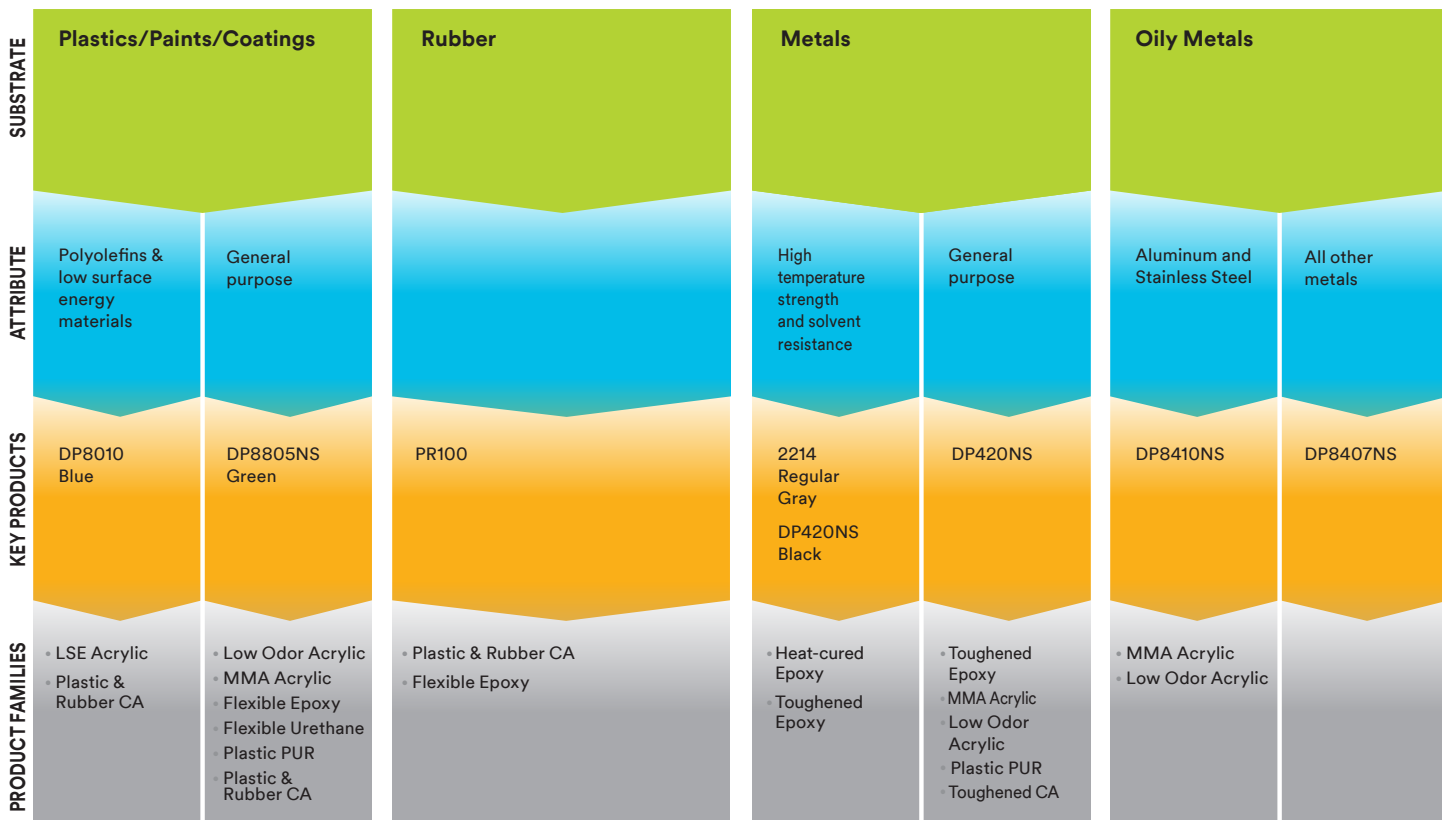 SUBSTRATE
Plastics/Paints/Coatings
Rubber
Metals
Oily Metals
ATTRIBUTE
Polyolefins &
low surface
energy
materials
General
purpose
High
temperature
strength
and solvent
resistance
General
purpose
Aluminum and
Stainless Steel
All other
metals
KEY PRODUCTS
DP8010
Blue
DP8805NS
Green
PR100
2214
Regular
Gray
DP420NS
Black
DP420NS
DP8410NS
DP8407NS
PRODUCT FAMILIES
• LSE Acrylic
• Plastic &
Rubber CA
• Low Odor Acrylic
• MMA Acrylic
• Flexible Epoxy
• Flexible Urethane
• Plastic PUR
• Plastic &
Rubber CA
• Plastic & Rubber CA
• Flexible Epoxy
• Heat-cured
Epoxy
• Toughened
Epoxy
• Toughened
Epoxy
• MMA Acrylic
• Low Odor
Acrylic
• Plastic PUR
• Toughened CA
• MMA Acrylic
• Low Odor Acrylic